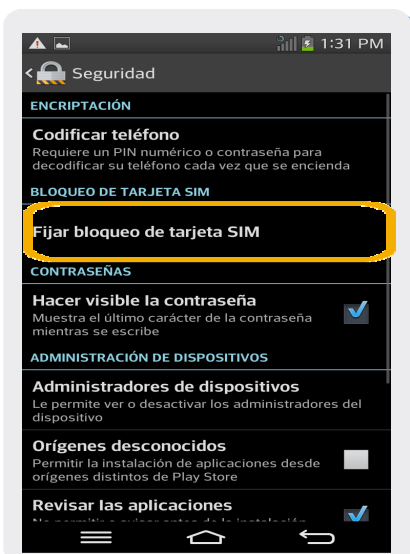 1:31 PM
Seguridad
ENCRIPTACIÓN
Codificar teléfono
Requiere un PIN numérico o contraseña para
decodificar su teléfono cada vez que se encienda
BLOQUEO DE TARJETA SIM
Fijar bloqueo de tarjeta SIM
CONTRASEÑAS
Hacer visible la contraseña
Muestra el último carácter de la contraseña
mientras se escribe
ADMINISTRACIÓN DE DISPOSITIVOS
Administradores de dispositivos
Le permite ver o desactivar los administradores del
dispositivo
Orígenes desconocidos
Permitir la instalación de aplicaciones desde
orígenes distintos de Play Store
Revisar las aplicaciones